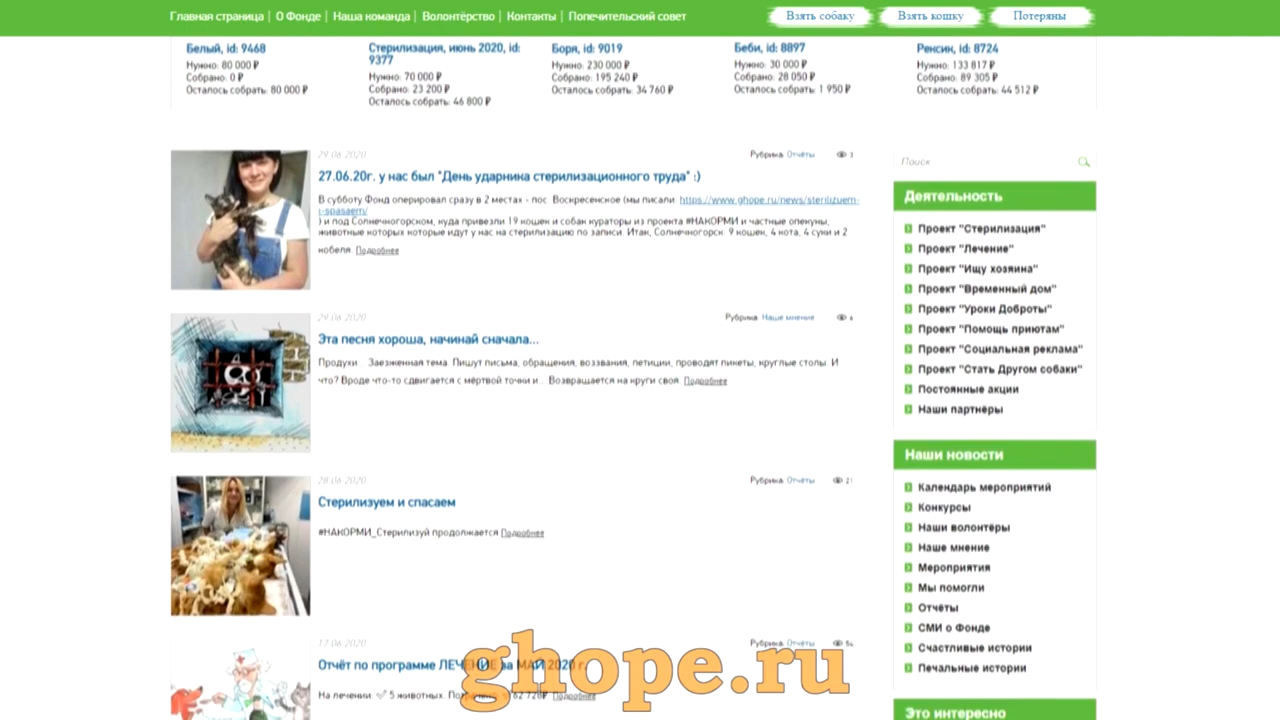 Главная страница | О Фонде | Наша команда | Волонтёрство | Контакты | Попечительский совет
Взять собаку
Взять кошку
Потеряны
Белый, id: 9468
Нужно: 80 000 ₽
Собрано: 0 ₽
Осталось собрать: 80 000 ₽
Стерилизация, июнь 2020, id:
9377
Нужно: 70 000 ₽
Собрано: 23 200 ₽
Осталось собрать: 46 800 ₽
Боря, id: 9019
Нужно: 230 000 ₽
Собрано: 195 240 ₽
Осталось собрать: 34 760 ₽
Беби, id: 8897
Нужно: 30 000 ₽
Собрано: 28 050 ₽
Осталось собрать: 1 950 ₽
Ренсин, id: 8724
Нужно: 133 817 ₽
Собрано: 89 305 ₽
Осталось собрать: 44 512 ₽
29.06.2020
Рубрика: Отчёты 3
27.06.20г. у нас был "День ударника стерилизационного труда" :)
В субботу Фонд оперировал сразу в 2 местах - пос. Воскресенское (мы писали https://www.ghope.ru/news/sterilizuem-
i-spasaem/
) и под Солнечногорском, куда привезли 19 кошек и собак кураторы из проекта #НАКОРМИ и частные опекуны,
животные которых которые идут у нас на стерилизацию по записи. Итак, Солнечногорск: 9 кошек, 4 кота, 4 суки и 2
кобеля. Подробнее
29.06.2020
Рубрика: Наше мнение 6
Эта песня хороша, начинай сначала...
Продухи... Заезженная тема. Пишут письма, обращения, воззвания, петиции, проводят пикеты, круглые столы. И
что? Вроде что-то сдвигается с мёртвой точки и... Возвращается на круги своя. Подробнее
28.06.2020
Рубрика: Отчёты 21
Стерилизуем и спасаем
#НАКОРМИ_Стерилизуй продолжается Подробнее
17.06.2020
Рубрика: Отчёты 54
Отчёт по программе ЛЕЧЕНИЕ за МАЙ 2020 г.
На лечении: 5 животных. Потрачено: 62 728₽ Подробнее
Поиск
Деятельность
Проект "Стерилизация"
Проект "Лечение"
Проект "Ищу хозяина"
Проект "Временный дом"
Проект "Уроки Доброты"
Проект "Помощь приютам"
Проект "Социальная реклама"
Проект "Стать Другом собаки"
Постоянные акции
Наши партнёры
Наши новости
Календарь мероприятий
Конкурсы
Наши волонтёры
Наше мнение
Мероприятия
Мы помогли
Отчёты
СМИ о Фонде
Счастливые истории
Печальные истории
Это интересно
ghope.ru